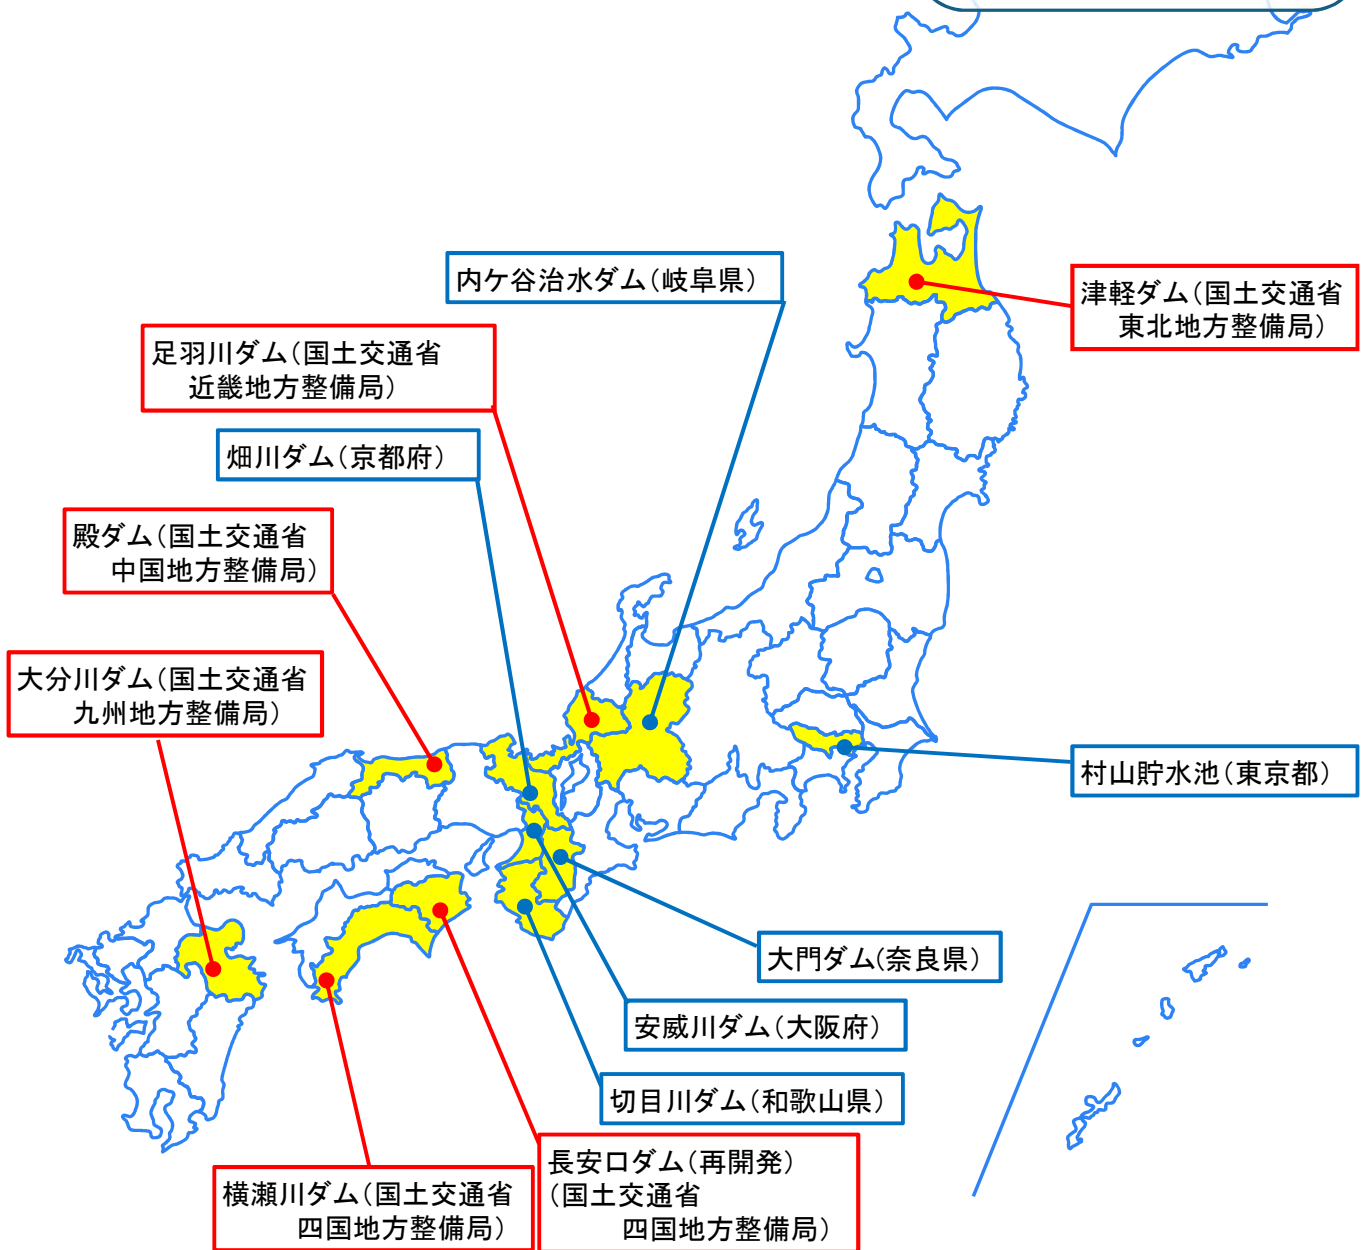 内ケ谷治水ダム（岐阜県）
津軽ダム（国土交通省
東北地方整備局）
足羽川ダム（国土交通省
近畿地方整備局）
畑川ダム（京都府）
殿ダム（国土交通省
中国地方整備局）
大分川ダム（国土交通省
九州地方整備局）
村山貯水池（東京都）
大門ダム(奈良県）
安威川ダム（大阪府）
切目川ダム（和歌山県）
長安口ダム（再開発）
（国土交通省
四国地方整備局）
横瀬川ダム（国土交通省
四国地方整備局）